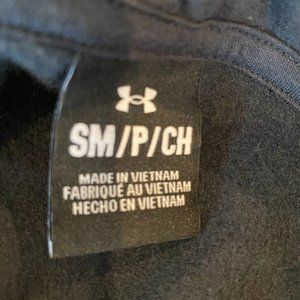 SM/P/CH
MADE IN VIETNAM
FABRIQUÉ AU VIETNAM
HECHO EN VIETNAM